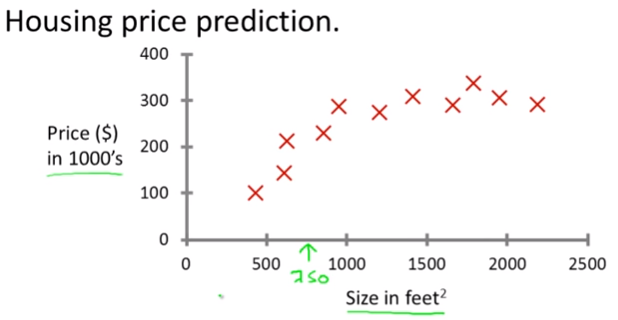 Housing price prediction.
400
300
Price ($)
in 1000's
200
100
0
0 500 1000 1500 2000 2500
750
Size in feet²